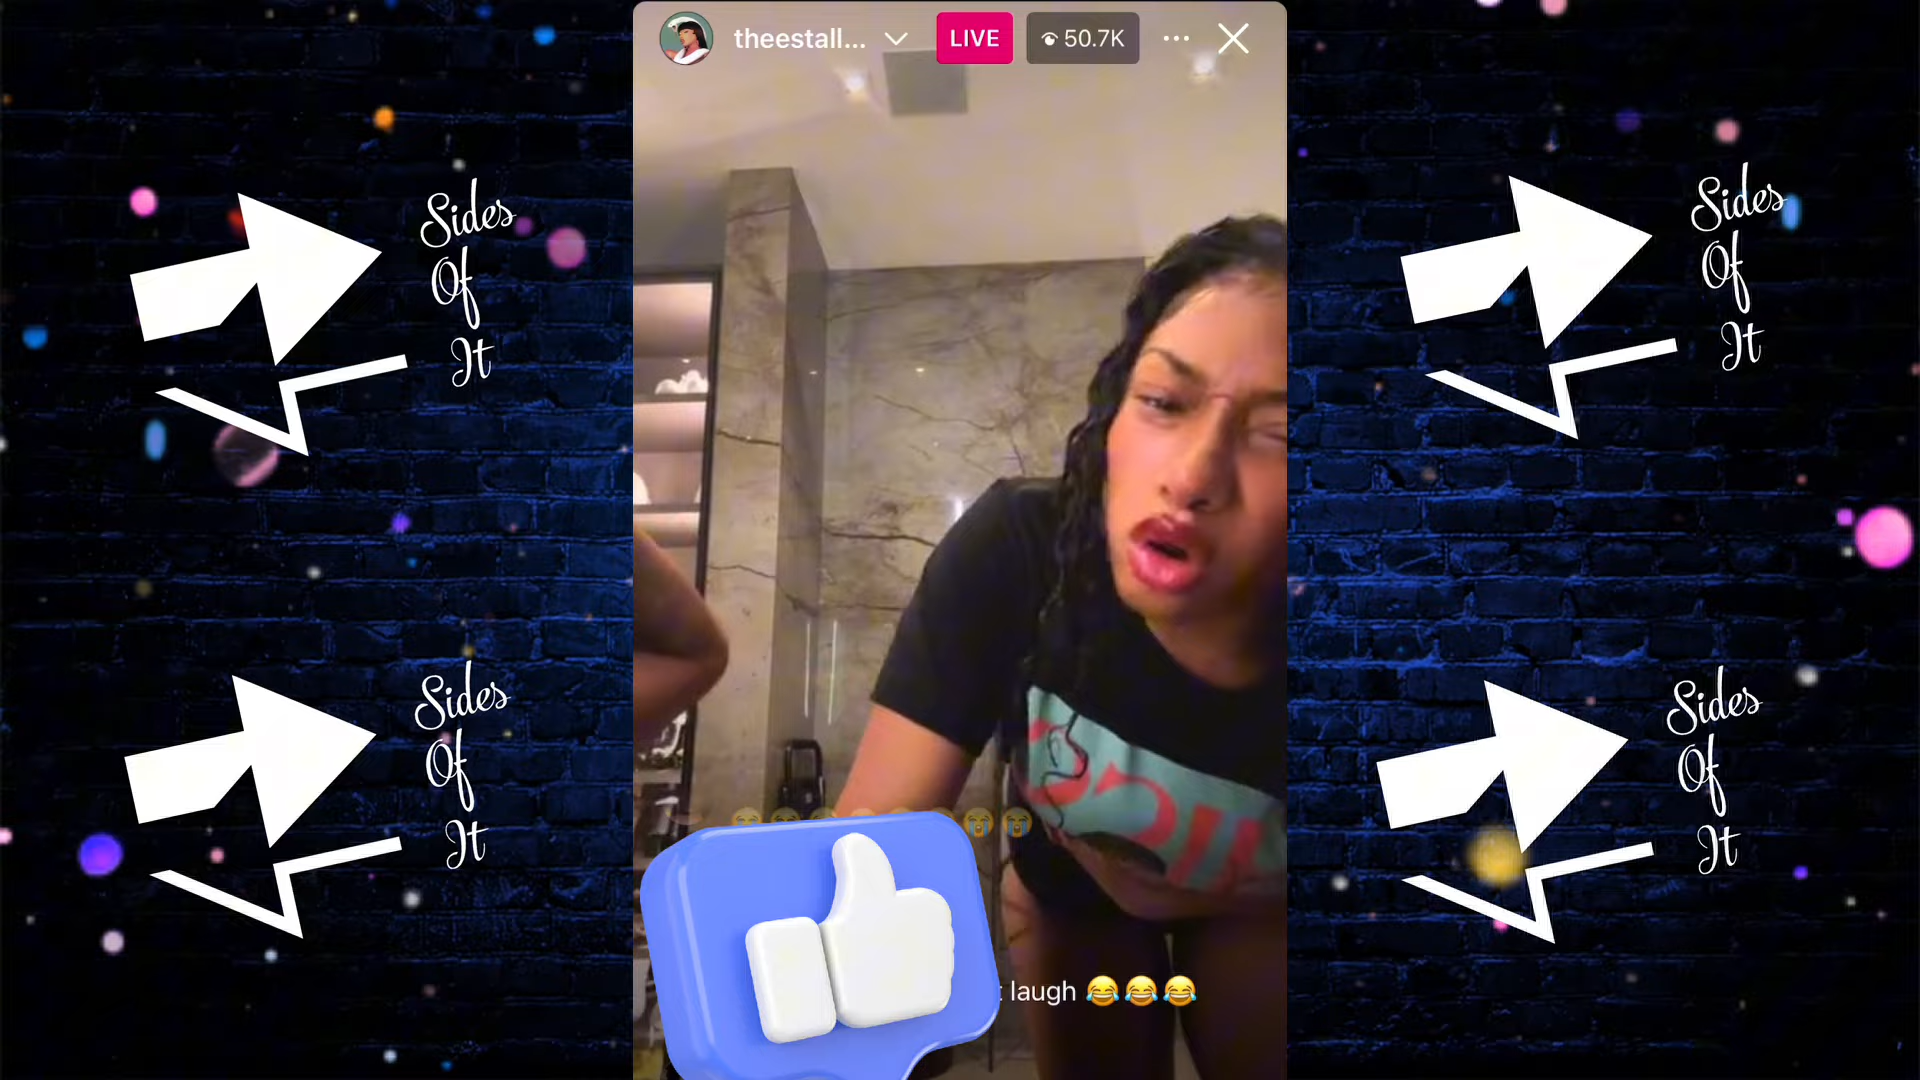 theestall...
LIVE
50.7K
Sides
Of
It
Sides
Of
It
Sides
Of
It
Sides
Of
It
laugh 😂😂😂